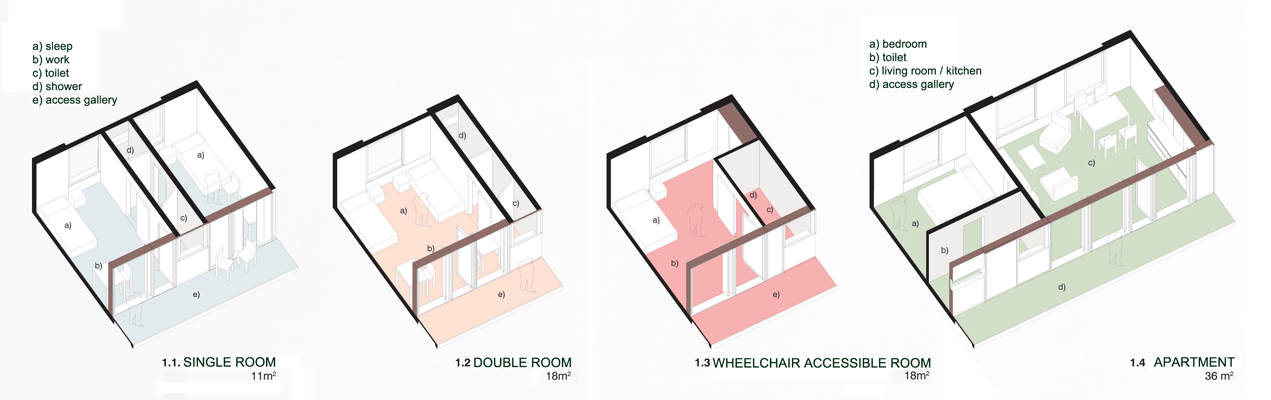 a) sleep
b) work
c) toilet
d) shower
e) access gallery
a)
b)
d)
c)
a)
e)
1.1. SINGLE ROOM
11m²
d)
a)
c)
b)
e)
1.2 DOUBLE ROOM
18m²
a)
d)
c)
b)
e)
1.3 WHEELCHAIR ACCESSIBLE ROOM
18m²
a) bedroom
b) toilet
c) living room / kitchen
d) access gallery
c)
a)
b)
d)
1.4 APARTMENT
36 m²